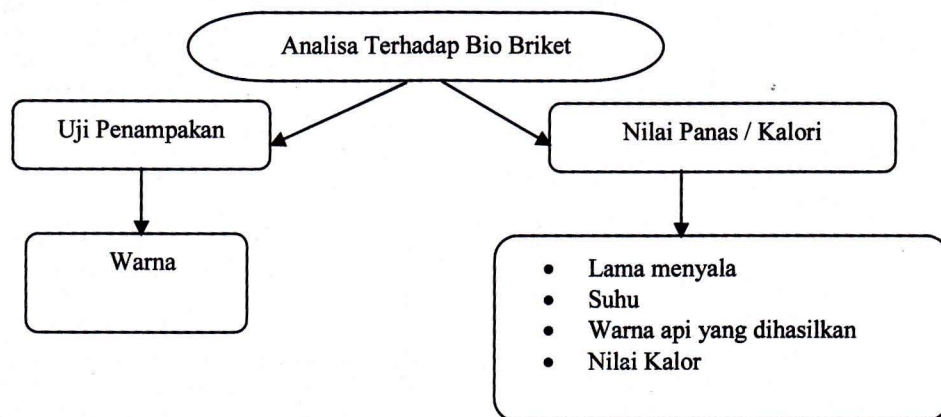 Analisa Terhadap Bio Briket
Uji Penampakan
Nilai Panas / Kalori
Warna
• Lama menyala
• Suhu
• Warna api yang dihasilkan
• Nilai Kalor